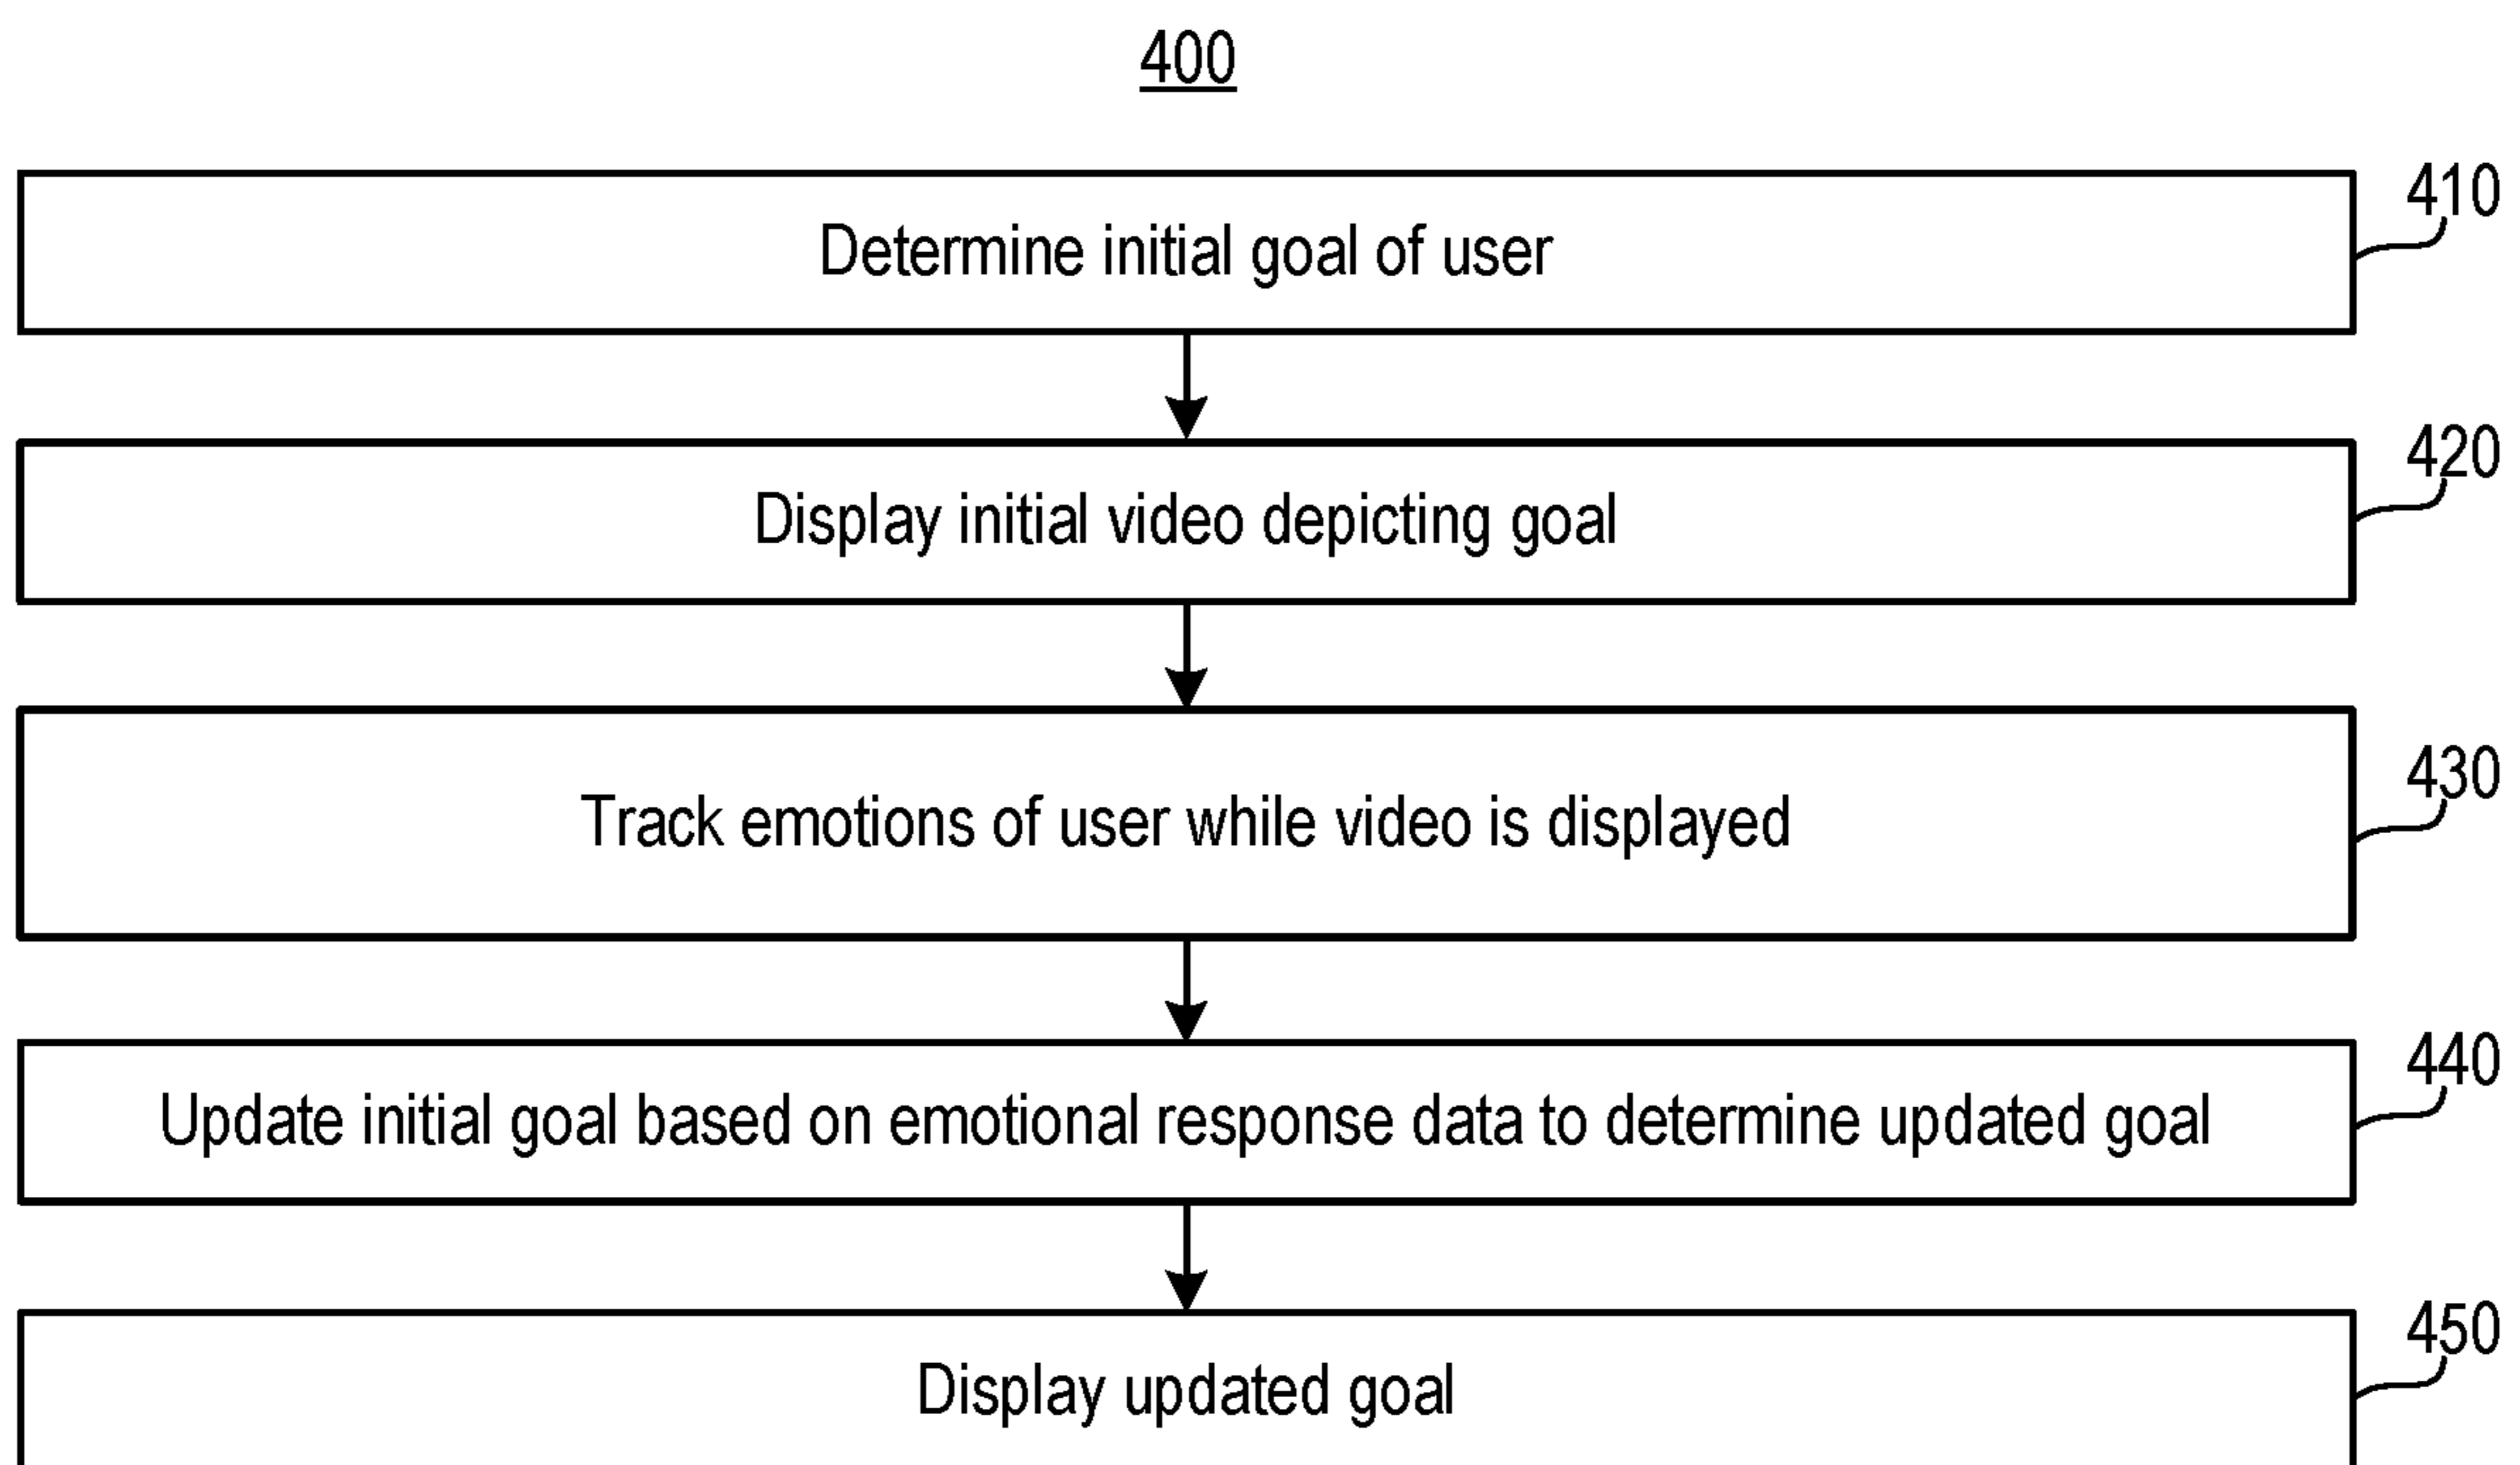 400
Determine initial goal of user
410
Display initial video depicting goal
420
Track emotions of user while video is displayed
430
Update initial goal based on emotional response data to determine updated goal
440
Display updated goal
450